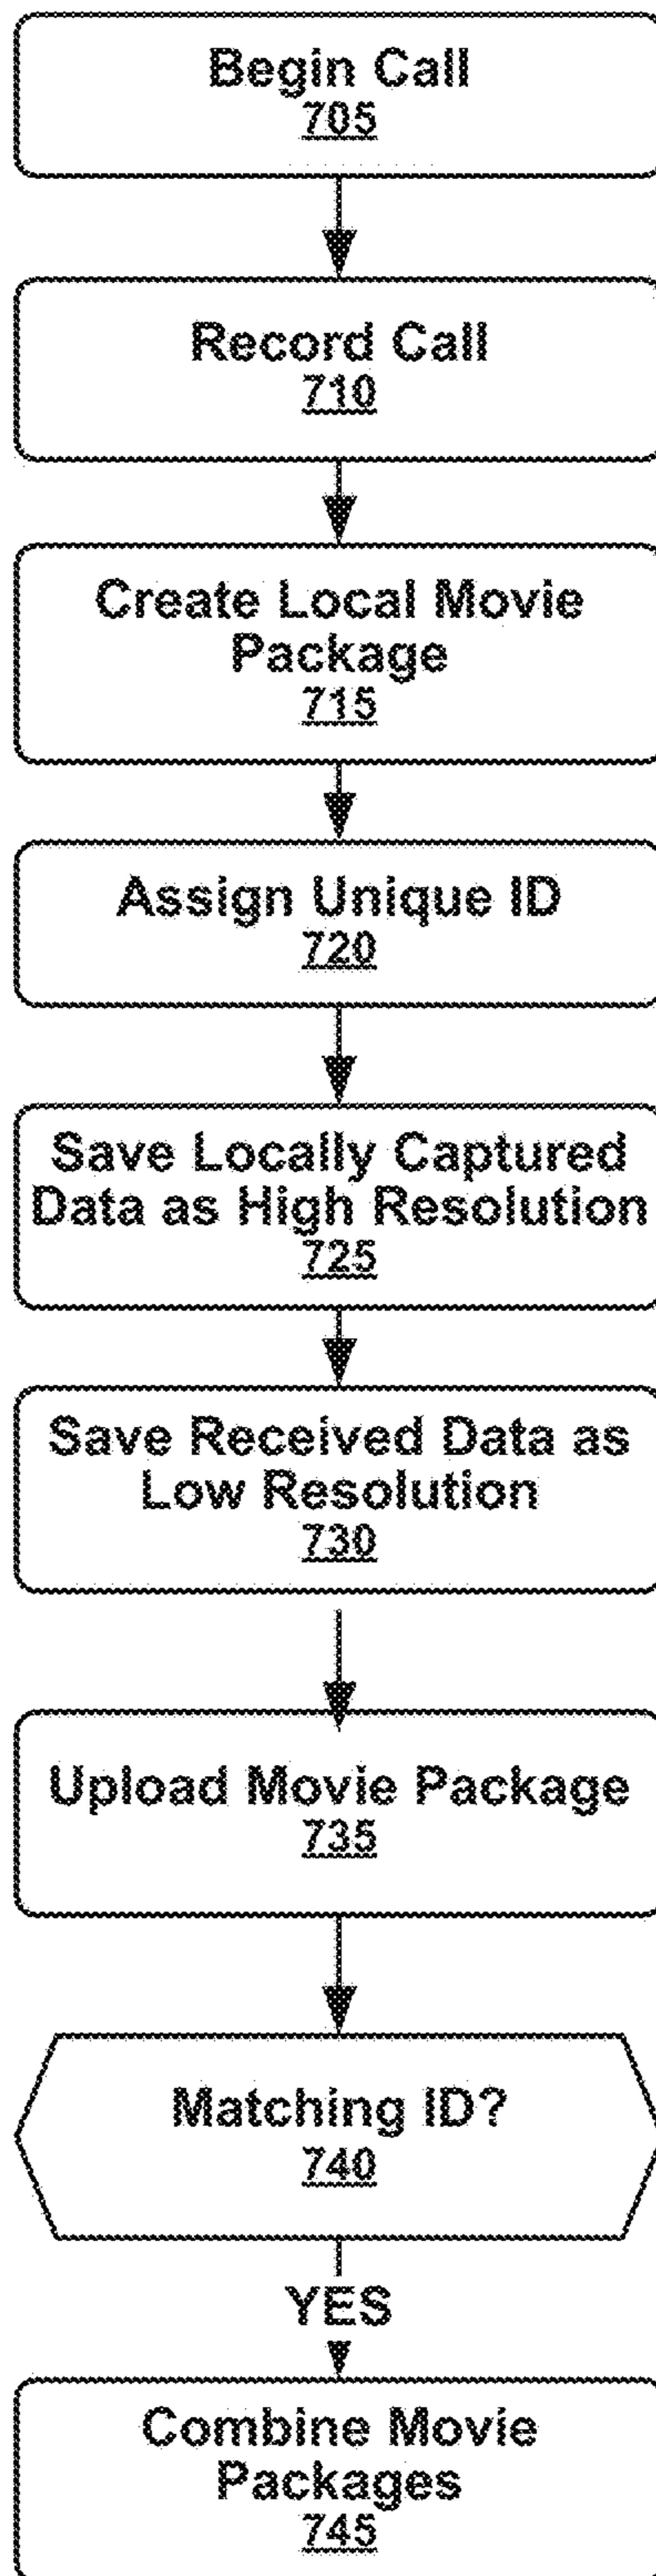 Begin Call
705
Record Call
710
Create Local Movie
Package
715
Assign Unique ID
720
Save Locally Captured
Data as High Resolution
725
Save Received Data as
Low Resolution
730
Upload Movie Package
735
Matching ID?
740
YES
Combine Movie
Packages
745